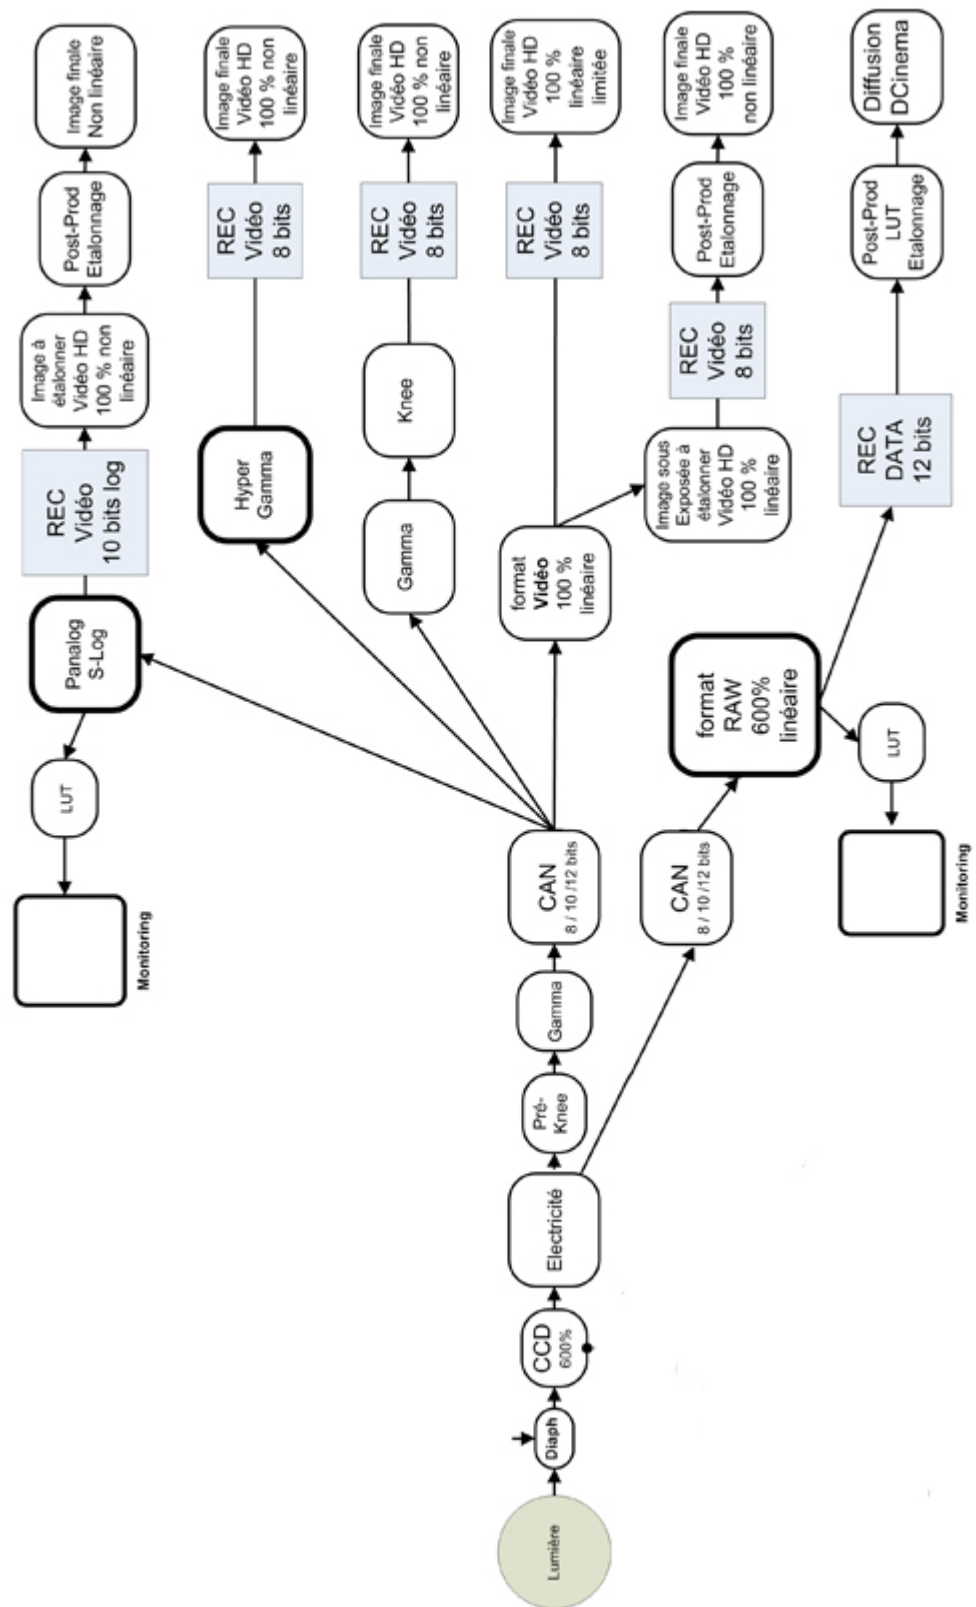 Image finale
Non linéaire
Post-Prod
Etalonnage
Image à
étalonner
Vidéo HD
100 % non
linéaire
REC
Vidéo
10 bits log
Panalog
S-Log
LUT
Monitoring
Image finale
Vidéo HD
100 % non
linéaire
REC
Vidéo
8 bits
Hyper
Gamma
Image finale
Vidéo HD
100 % non
linéaire
REC
Vidéo
8 bits
Knee
Gamma
Image finale
Vidéo HD
100 %
linéaire
limitée
REC
Vidéo
8 bits
format
Vidéo
100 %
linéaire
CAN
8 / 10 /12 bits
Gamma
Pré-
Knee
Electricité
CCD
600%
Diaph
Lumière
Image finale
Vidéo HD
100 %
non linéaire
Post-Prod
Etalonnage
REC
Vidéo
8 bits
Image sous
Exposée à
étalonner
Vidéo HD
100 %
linéaire
format
RAW
600%
linéaire
CAN
8 / 10 /12 bits
Diffusion
DCinema
Post-Prod
LUT
Etalonnage
REC
DATA
12 bits
LUT
Monitoring